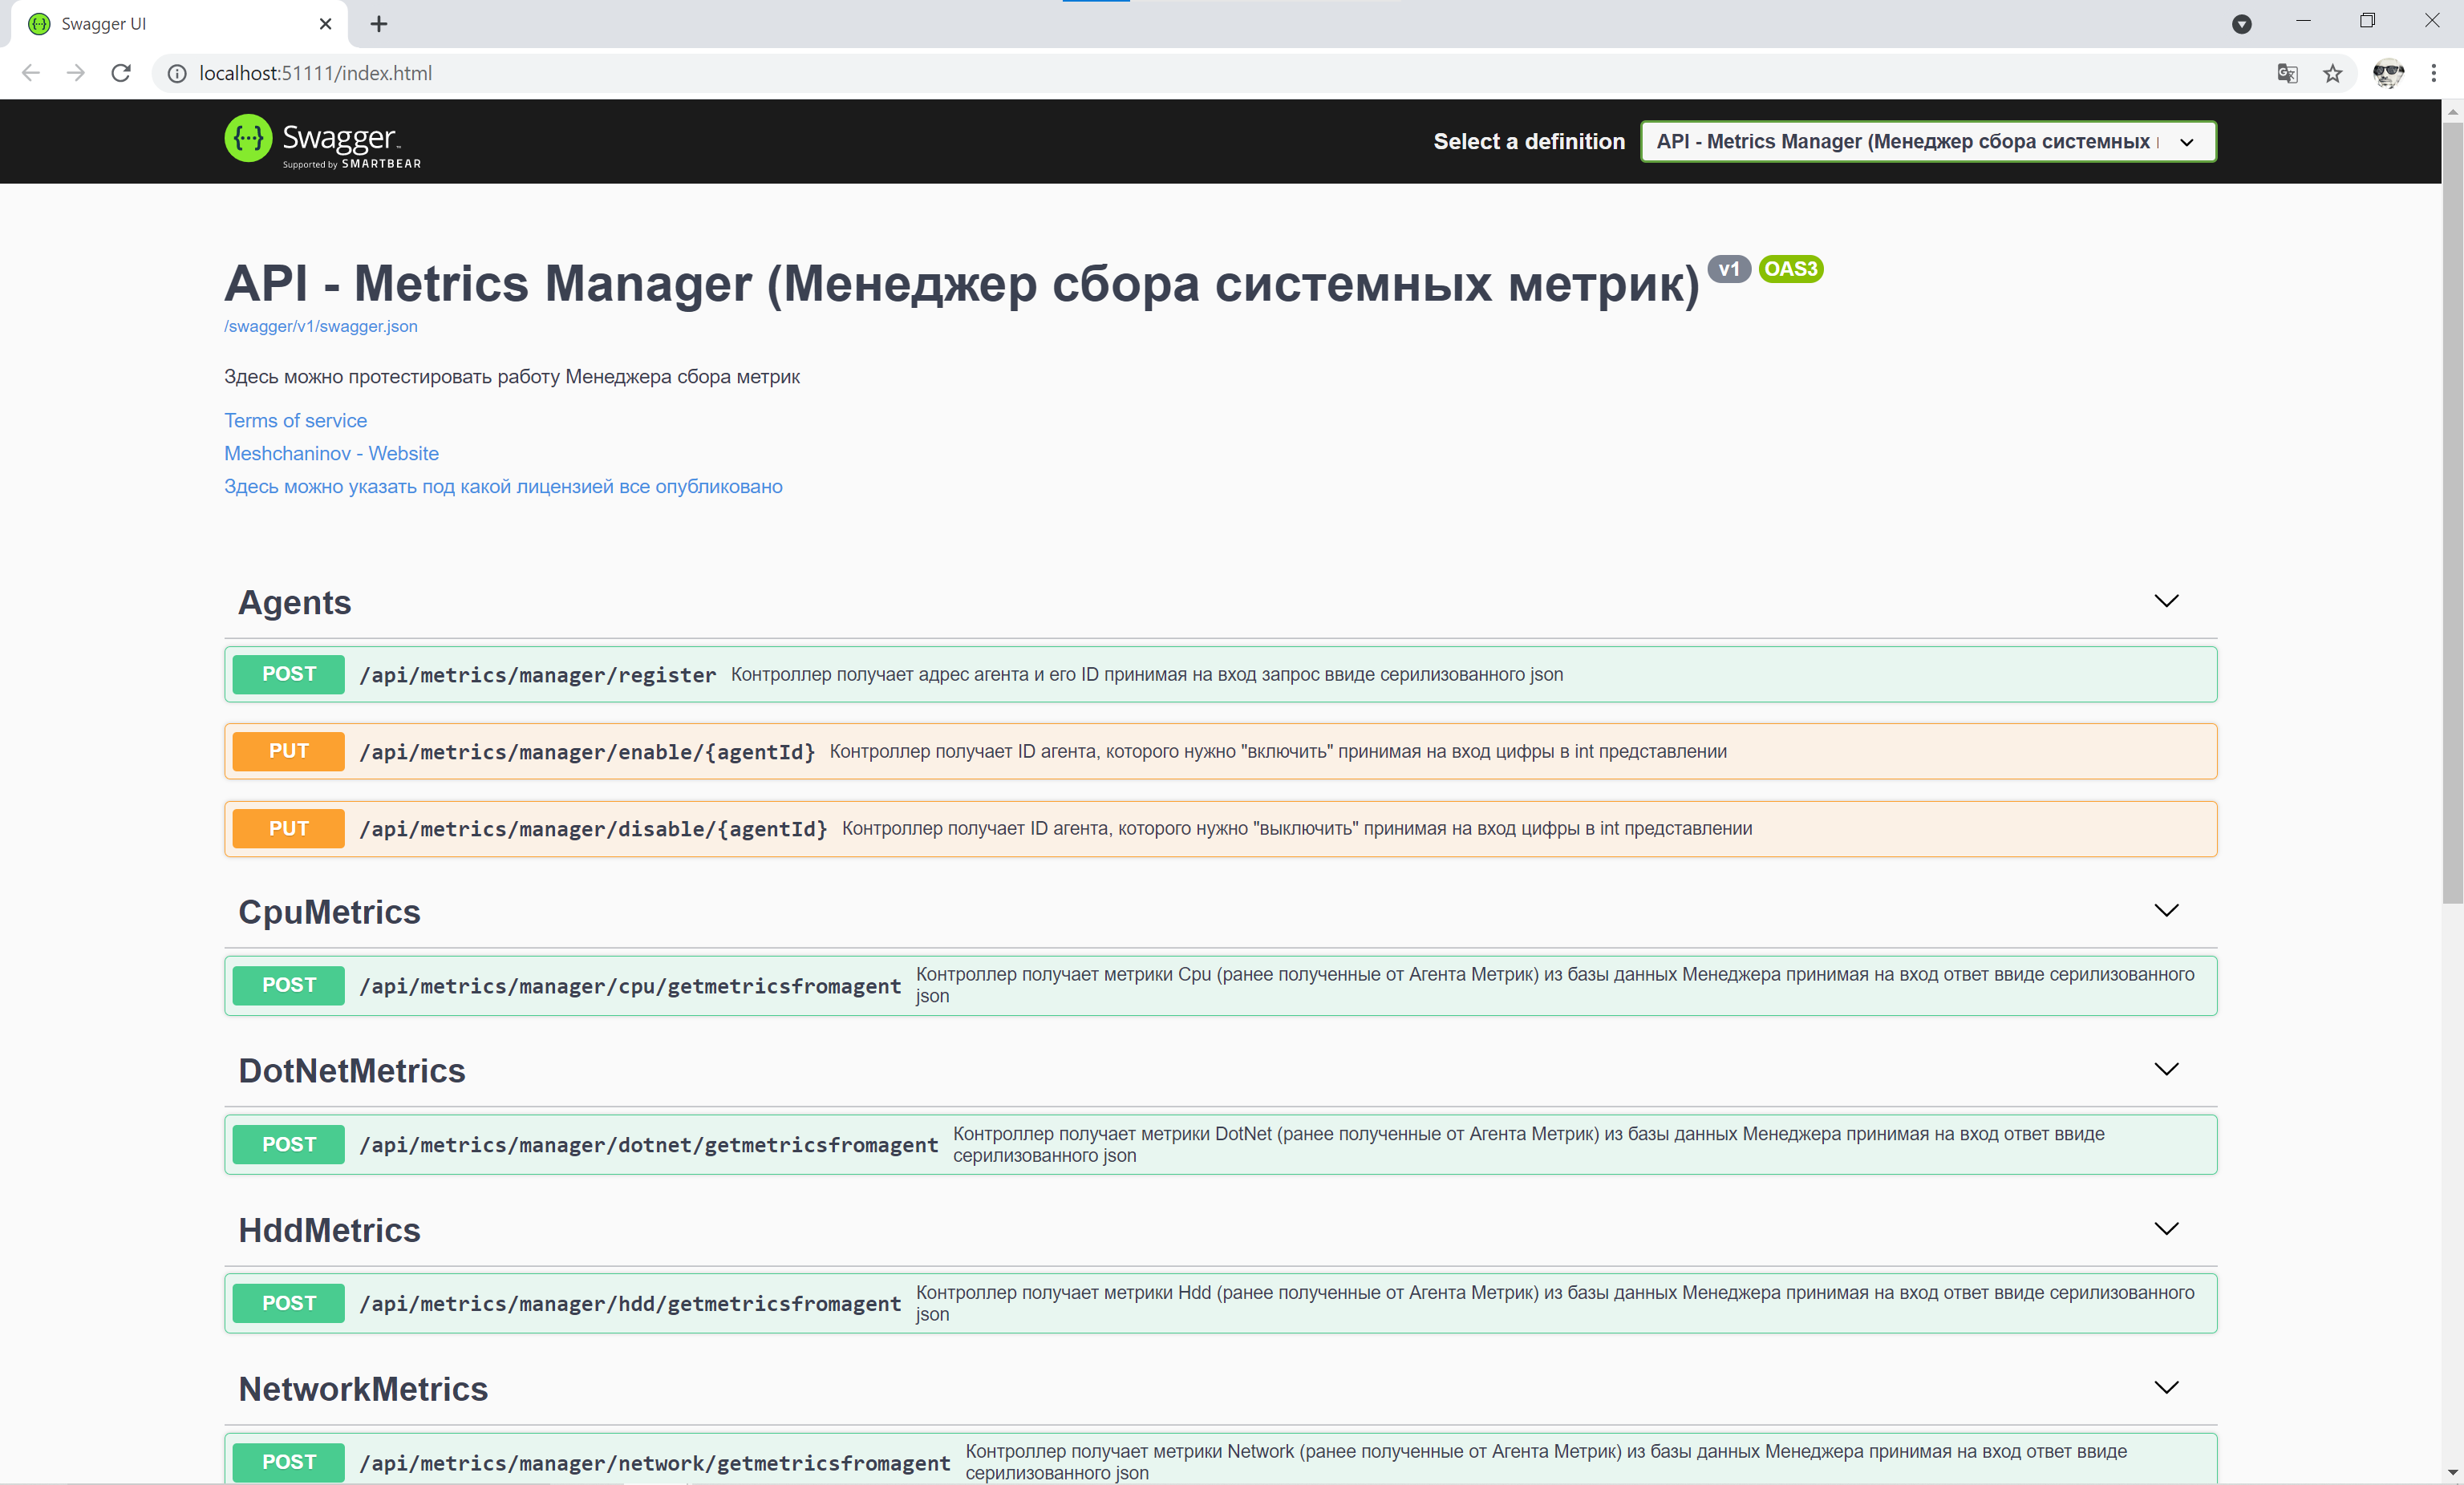 Swagger UI
localhost:51111/index.html
Swagger
Supported by SMARTBEAR
Select a definition
API - Metrics Manager (Менеджер сбора системных
API - Metrics Manager (Менеджер сбора системных метрик) v1 OAS3
/swagger/v1/swagger.json
Здесь можно протестировать работу Менеджера сбора метрик
Terms of service
Meshchaninov - Website
Здесь можно указать под какой лицензией все опубликовано
Agents
POST /api/metrics/manager/register Контроллер получает адрес агента и его ID принимая на вход запрос ввиде серилизованного json
PUT /api/metrics/manager/enable/{agentId} Контроллер получает ID агента, которого нужно "включить" принимая на вход цифры в int представлении
PUT /api/metrics/manager/disable/{agentId} Контроллер получает ID агента, которого нужно "выключить" принимая на вход цифры в int представлении
CpuMetrics
POST /api/metrics/manager/cpu/getmetricsfromagent Контроллер получает метрики Cpu (ранее полученные от Агента Метрик) из базы данных Менеджера принимая на вход ответ ввиде серилизованного
json
DotNetMetrics
POST /api/metrics/manager/dotnet/getmetricsfromagent Контроллер получает метрики DotNet (ранее полученные от Агента Метрик) из базы данных Менеджера принимая на вход ответ ввиде
серилизованного json
HddMetrics
POST /api/metrics/manager/hdd/getmetricsfromagent Контроллер получает метрики Hdd (ранее полученные от Агента Метрик) из базы данных Менеджера принимая на вход ответ ввиде серилизованного
json
NetworkMetrics
POST /api/metrics/manager/network/getmetricsfromagent Контроллер получает метрики Network (ранее полученные от Агента Метрик) из базы данных Менеджера принимая на вход ответ ввиде
серилизованного json